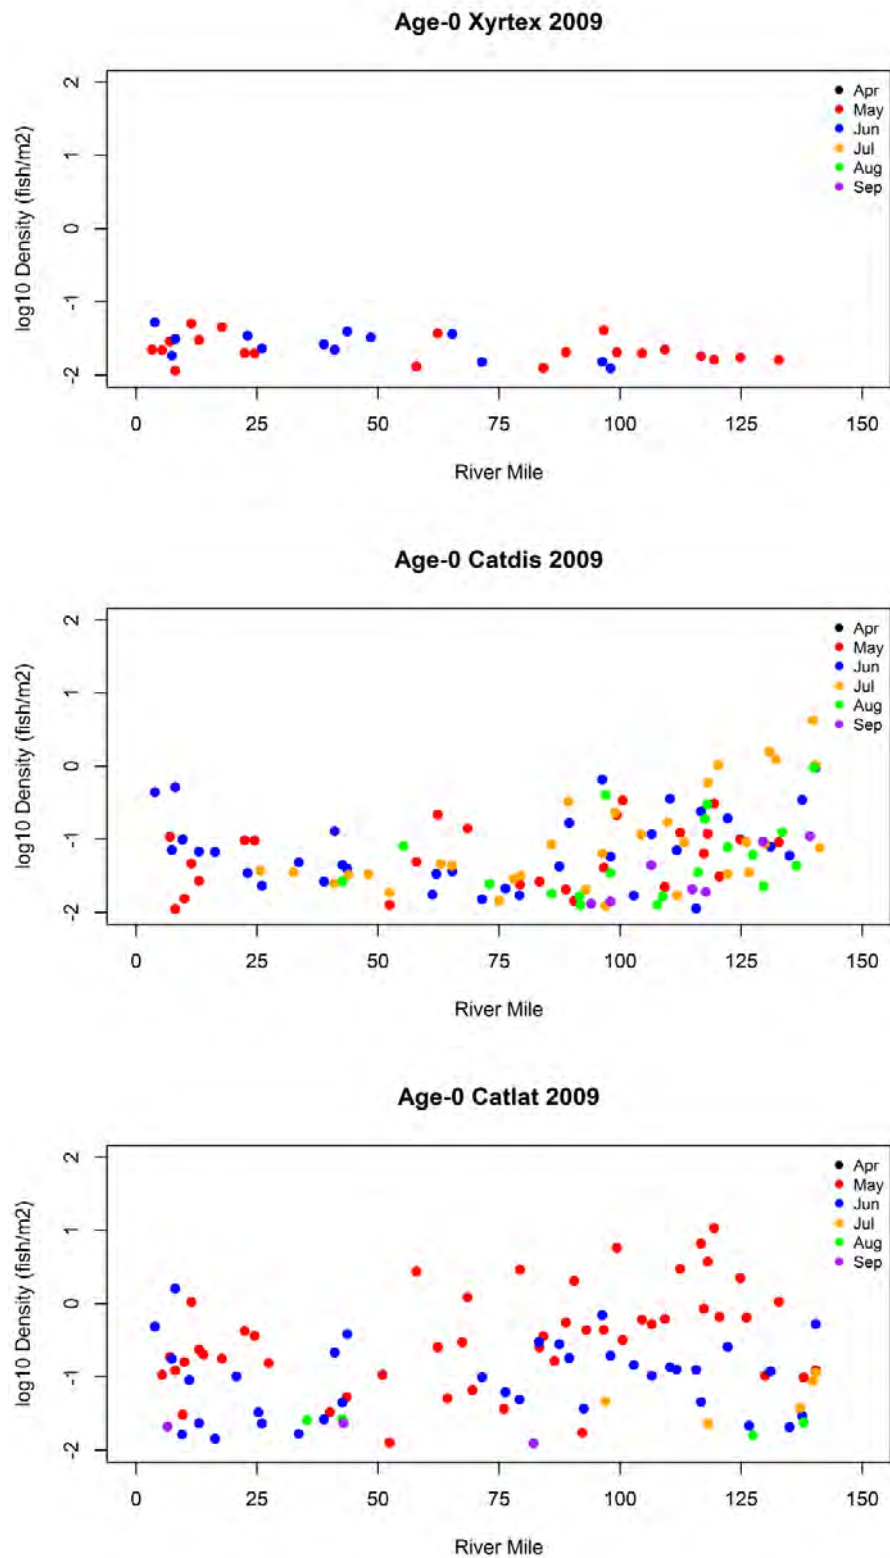 Age-0 Xyrtex 2009
log10 Density (fish/m2)
2
1
0
-1
-2
Apr
May
Jun
Jul
Aug
Sep
0 25 50 75 100 125 150
River Mile
Age-0 Catdis 2009
log10 Density (fish/m2)
2
1
0
-1
-2
Apr
May
Jun
Jul
Aug
Sep
0 25 50 75 100 125 150
River Mile
Age-0 Catlat 2009
log10 Density (fish/m2)
2
1
0
-1
-2
Apr
May
Jun
Jul
Aug
Sep
0 25 50 75 100 125 150
River Mile